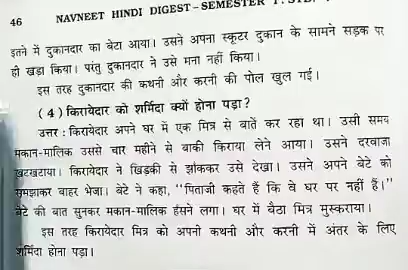 46 NAVNEET HINDI DIGEST – SEMESTER
इतने में दुकानदार का बेटा आया। उसने अपना स्कूटर दुकान के सामने सड़क पर
ही खड़ा किया। परंतु दुकानदार ने उसे मना नहीं किया।
इस तरह दुकानदार की कथनी और करनी की पोल खुल गई।
( 4 ) किरायेदार को शर्मिंदा क्यों होना पड़ा ?
उत्तर : किरायेदार अपने घर में एक मित्र से बातें कर रहा था। उसी समय
मकान-मालिक उससे चार महीने से बाकी किराया लेने आया। उसने दरवाजा
खटखटाया। किरायेदार ने खिड़की से झाँककर उसे देखा। उसने अपने बेटे को
समझाकर बाहर भेजा। बेटे ने कहा, ‘‘पिताजी कहते हैं कि वे घर पर नहीं हैं।’’
बेटे की बात सुनकर मकान-मालिक हँसने लगा। घर में बैठा मित्र मुस्कराया।
इस तरह किरायेदार मित्र को अपनी कथनी और करनी में अंतर के लिए
शर्मिंदा होना पड़ा।